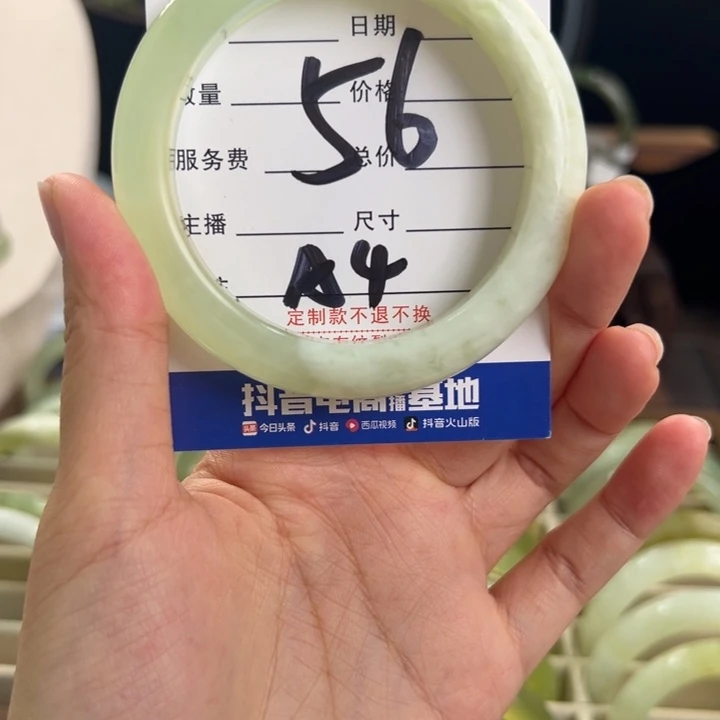 日期
56
数量 价格
服务费 总价
主播 尺寸
A4
定制款不退不换
抖音电商直播基地
今日头条 抖音 西瓜视频 抖音火山版